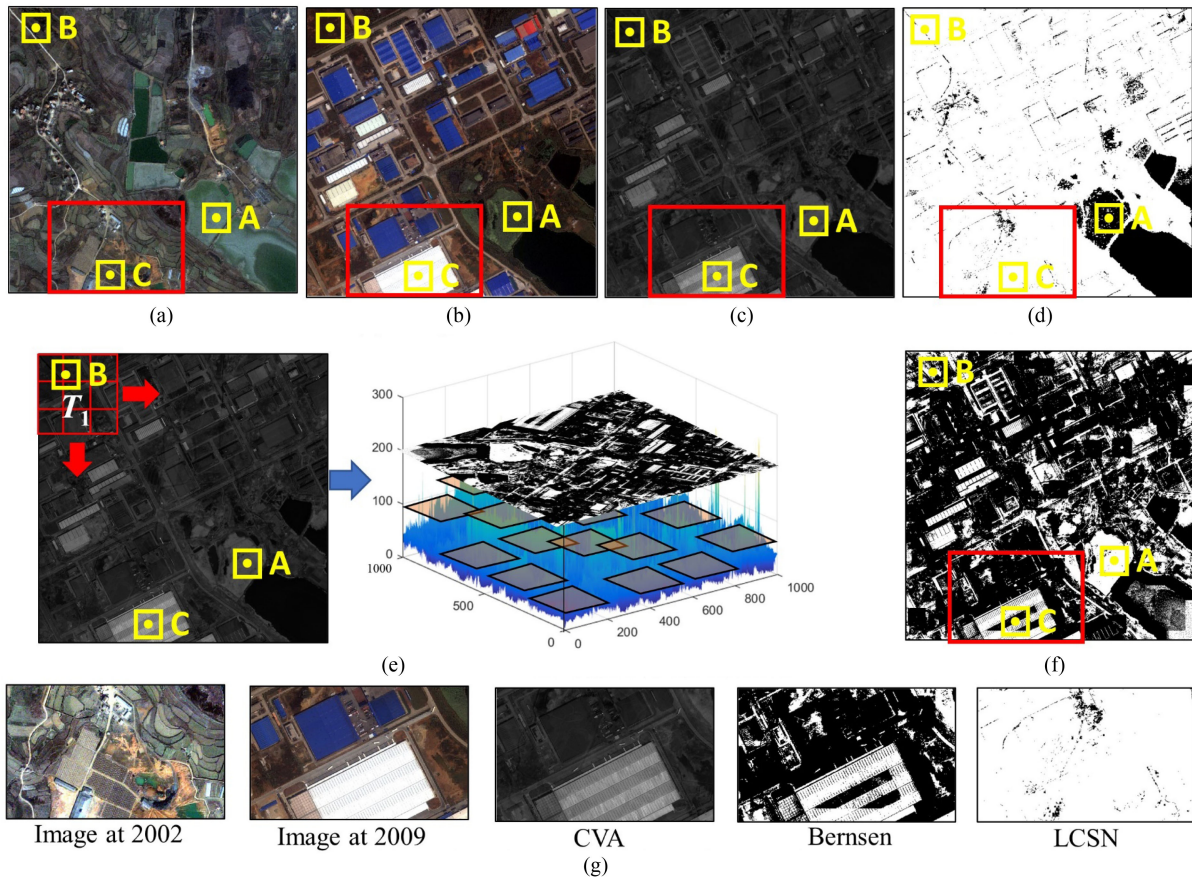 B
A
C
(a)
B
A
C
(b)
B
A
C
(c)
B
A
C
(d)
B
T1
A
C
300
200
100
0
1000
500
0
0
200
400
600
800
1000
(e)
B
A
C
(f)
Image at 2002
Image at 2009
CVA
Bernsen
LCSN
(g)